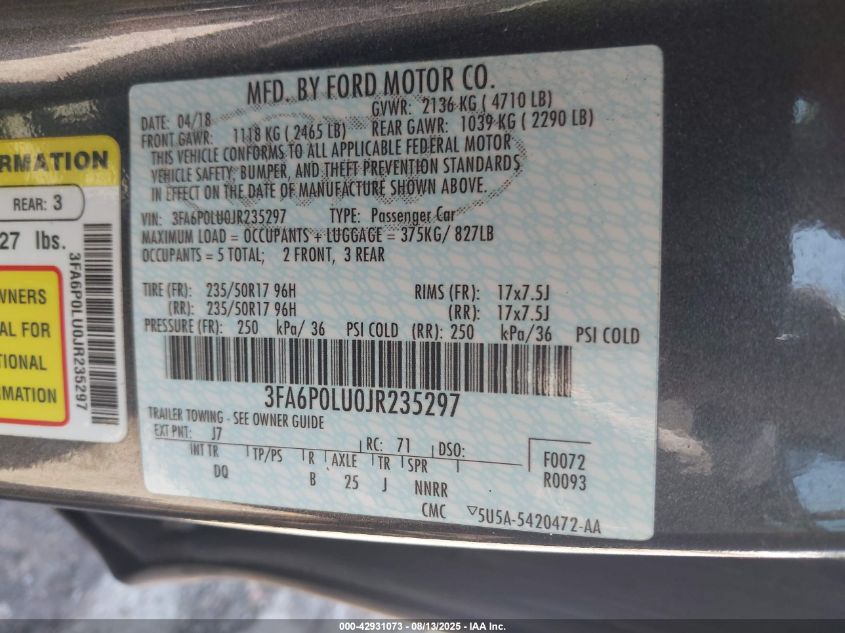 RMATION
REAR: 3
27 lbs.
3FA6P0LU0JR235297
WNERS
AL FOR
TIONAL
RMATION
MFD. BY FORD MOTOR CO.
DATE: 04/18 GVWR: 2136 KG ( 4710 LB)
FRONT GAWR: 1118 KG ( 2465 LB) REAR GAWR: 1039 KG ( 2290 LB)
THIS VEHICLE CONFORMS TO ALL APPLICABLE FEDERAL MOTOR
VEHICLE SAFETY, BUMPER, AND THEFT PREVENTION STANDARDS
IN EFFECT ON THE DATE OF MANUFACTURE SHOWN ABOVE.
VIN: 3FA6P0LU0JR235297 TYPE: Passenger Car
MAXIMUM LOAD = OCCUPANTS + LUGGAGE = 375KG/ 827LB
OCCUPANTS = 5 TOTAL; 2 FRONT, 3 REAR
TIRE (FR): 235/50R17 96H RIMS (FR): 17x7.5J
(RR): 235/50R17 96H (RR): 17x7.5J
PRESSURE (FR): 250 kPa/ 36 PSI COLD (RR): 250 kPa/36 PSI COLD
3FA6P0LU0JR235297
TRAILER TOWING - SEE OWNER GUIDE
EXT PNT: J7 RC: 71 DSO:
INT TR TP/PS R AXLE TR SPR F0072
DQ B 25 J NNRR R0093
CMC 5U5A-5420472-AA
000-42931073 - 08/13/2025 - IAA Inc.